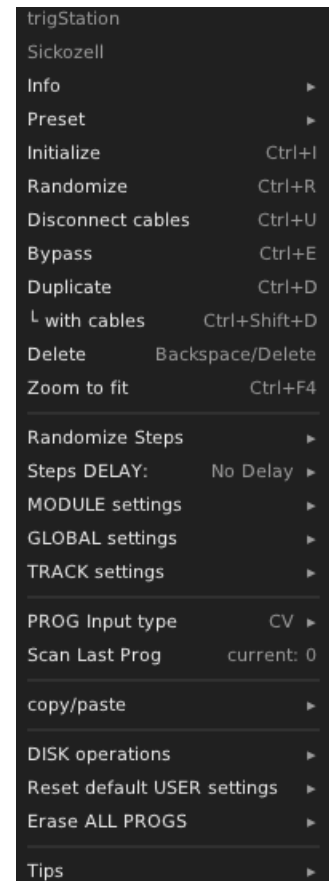 trigStation
Sickozell
Info ▸
Preset ▸
Initialize Ctrl+I
Randomize Ctrl+R
Disconnect cables Ctrl+U
Bypass Ctrl+E
Duplicate Ctrl+D
└ with cables Ctrl+Shift+D
Delete Backspace/Delete
Zoom to fit Ctrl+F4
Randomize Steps ▸
Steps DELAY: No Delay ▸
MODULE settings ▸
GLOBAL settings ▸
TRACK settings ▸
PROG Input type CV ▸
Scan Last Prog current: 0
copy/paste ▸
DISK operations ▸
Reset default USER settings ▸
Erase ALL PROGS ▸
Tips ▸